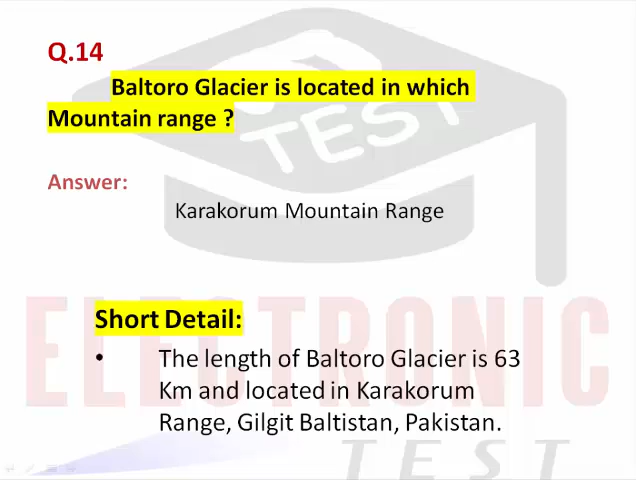 Q.14
Baltoro Glacier is located in which
Mountain range ?
TEST
Answer:
Karakorum Mountain Range
ELECTRONIC
Short Detail:
• The length of Baltoro Glacier is 63
Km and located in Karakorum
Range, Gilgit Baltistan, Pakistan.
TEST